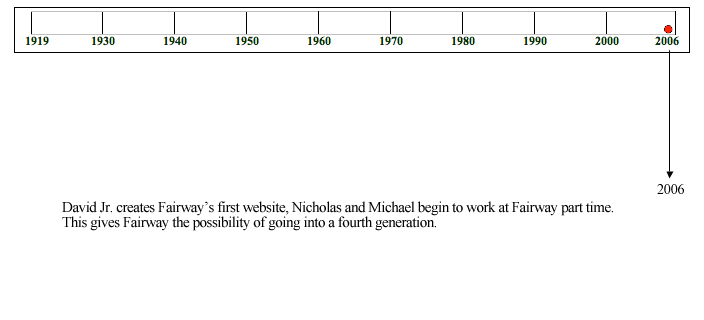 1919 1930 1940 1950 1960 1970 1980 1990 2000 2006
2006
David Jr. creates Fairway's first website, Nicholas and Michael begin to work at Fairway part time.
This gives Fairway the possibility of going into a fourth generation.